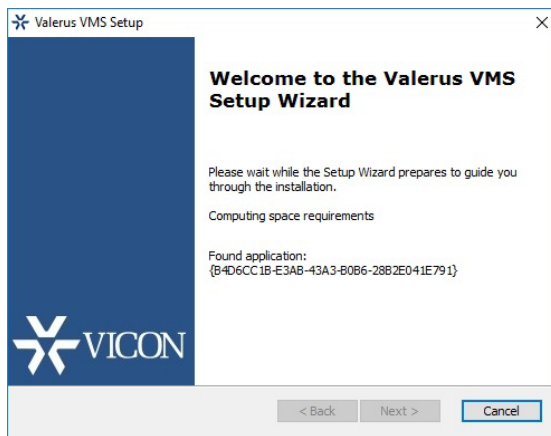 Valerus VMS Setup
Welcome to the Valerus VMS
Setup Wizard
Please wait while the Setup Wizard prepares to guide you
through the installation.
Computing space requirements
Found application:
{B4D6CC1B-E3AB-43A3-B0B6-28B2E041E791}
VICON
< Back Next > Cancel